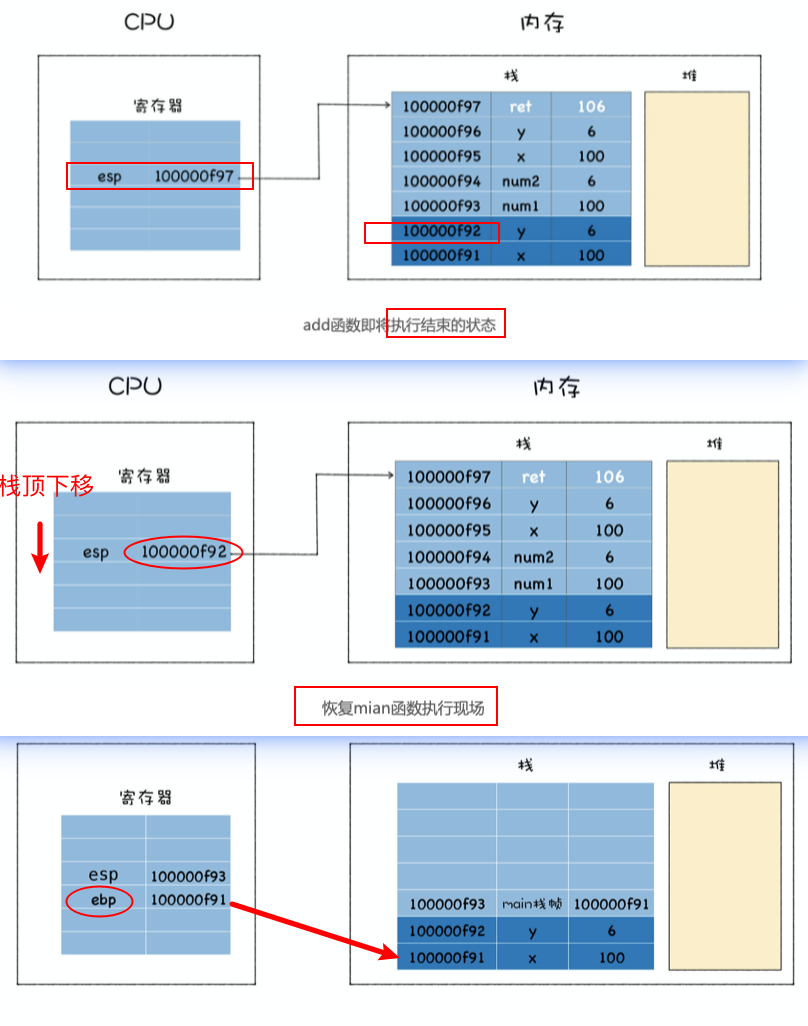 CPU 内存
栈 堆
寄存器
100000f97 ret 106
100000f96 y 6
100000f95 x 100
esp 100000f97
100000f94 num2 6
100000f93 num1 100
100000f92 y 6
100000f91 x 100
add函数即将执行结束的状态
CPU 内存
栈 堆
寄存器
栈顶下移
100000f97 ret 106
100000f96 y 6
100000f95 x 100
esp 100000f92
100000f94 num2 6
100000f93 num1 100
100000f92 y 6
100000f91 x 100
恢复mian函数执行现场
栈 堆
寄存器
esp 100000f93
ebp 100000f91
100000f93 main栈帧 100000f91
100000f92 y 6
100000f91 x 100